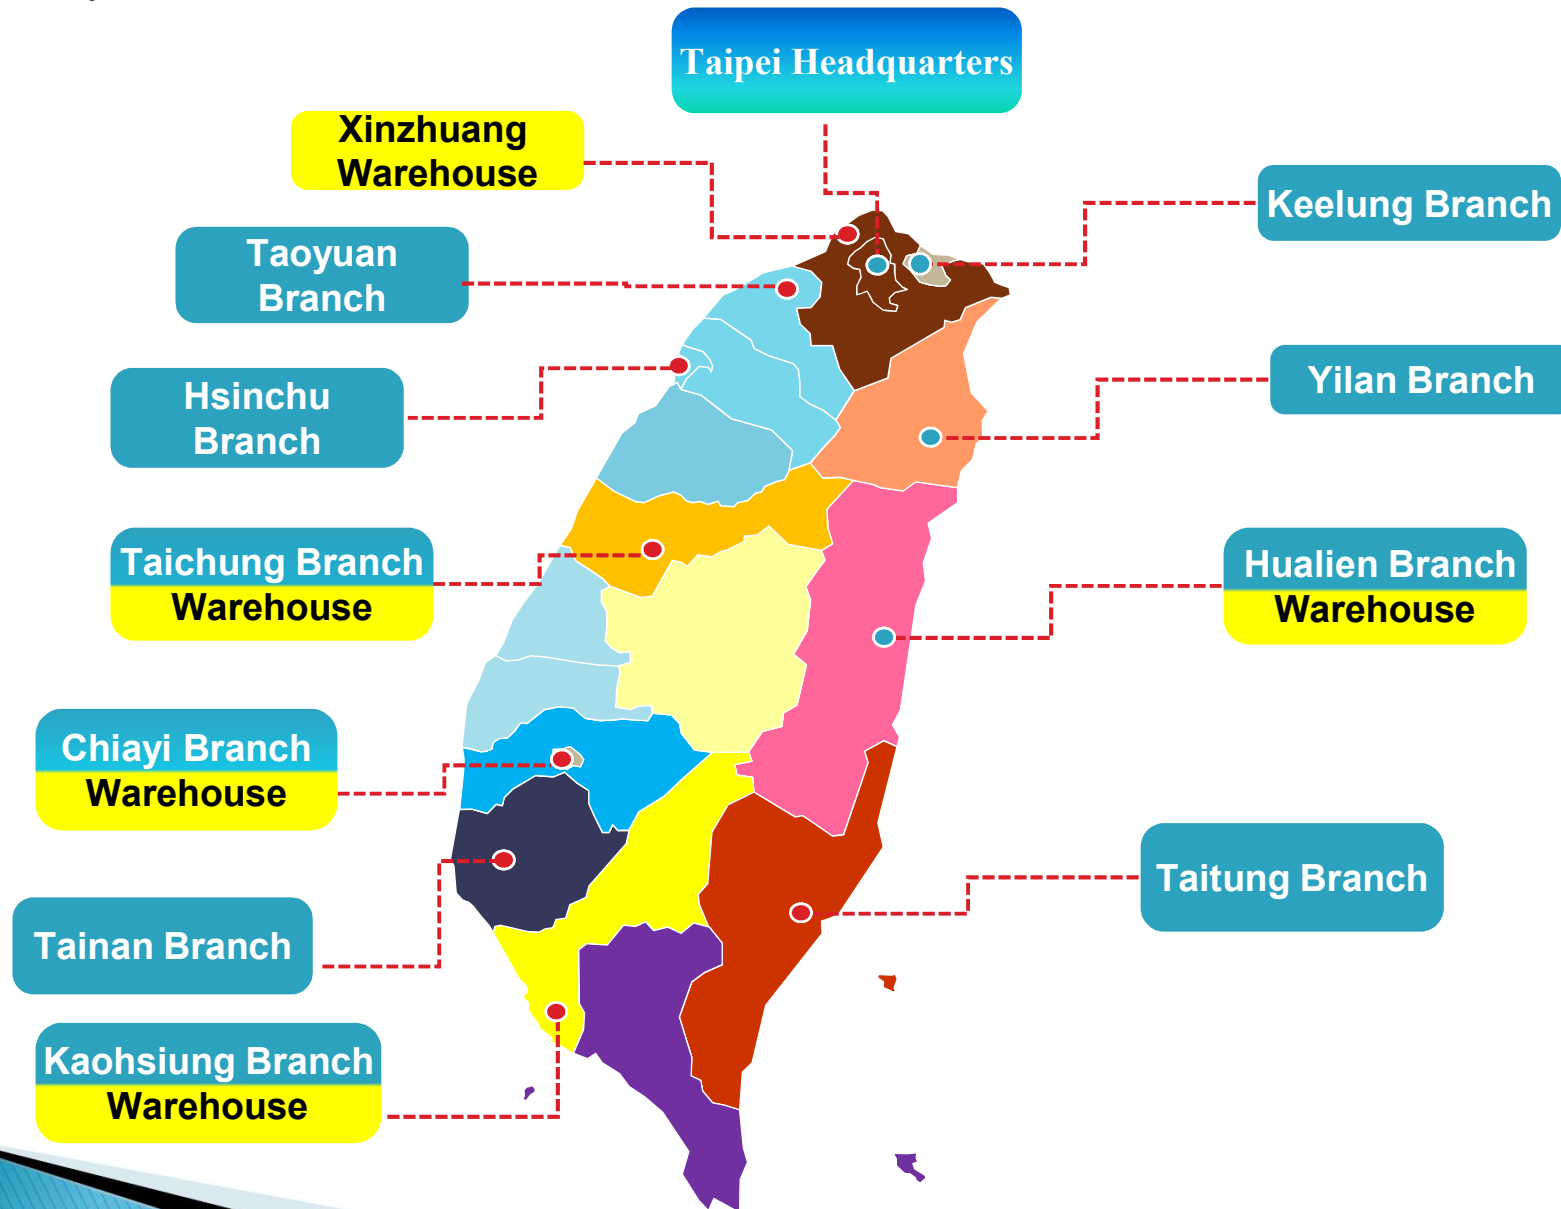 Taipei Headquarters
Xinzhuang
Warehouse
Keelung Branch
Taoyuan
Branch
Yilan Branch
Hsinchu
Branch
Taichung Branch
Warehouse
Hualien Branch
Warehouse
Chiayi Branch
Warehouse
Taitung Branch
Tainan Branch
Kaohsiung Branch
Warehouse